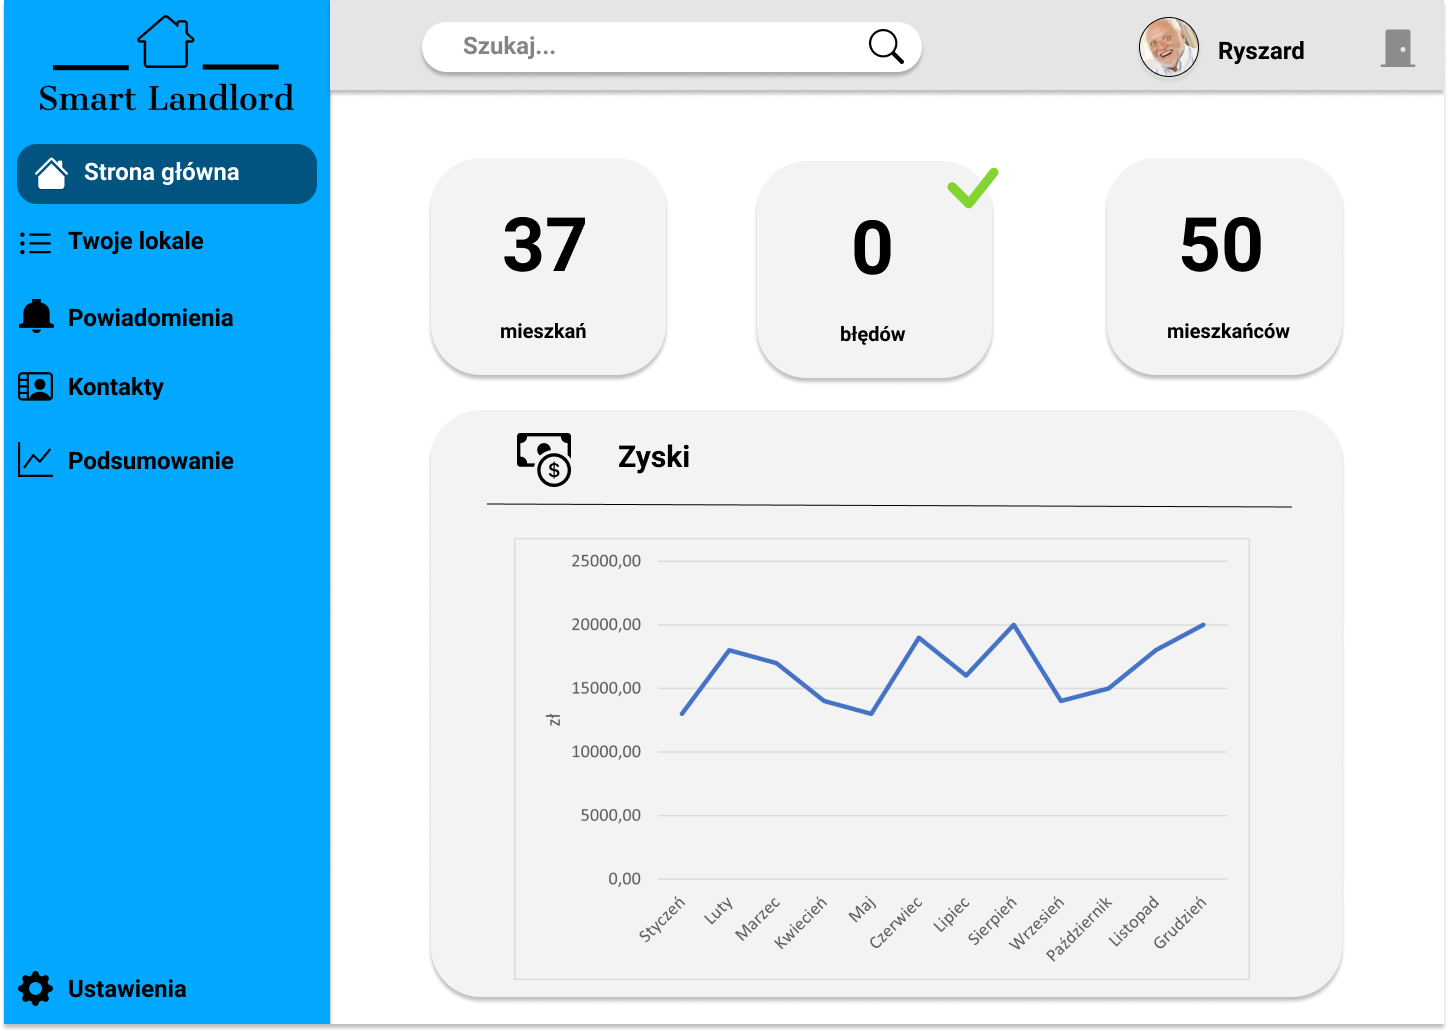 Smart Landlord
Strona główna
Twoje lokale
Powiadomienia
Kontakty
Podsumowanie
Ustawienia
Szukaj...
Ryszard
37
mieszkań
0
błędów
50
mieszkańców
$
Zyski
25000,00
20000,00
15000,00
10000,00
5000,00
0,00
zł
Styczeń
Luty
Marzec
Kwiecień
Maj
Czerwiec
Lipiec
Sierpień
Wrzesień
Październik
Listopad
Grudzień